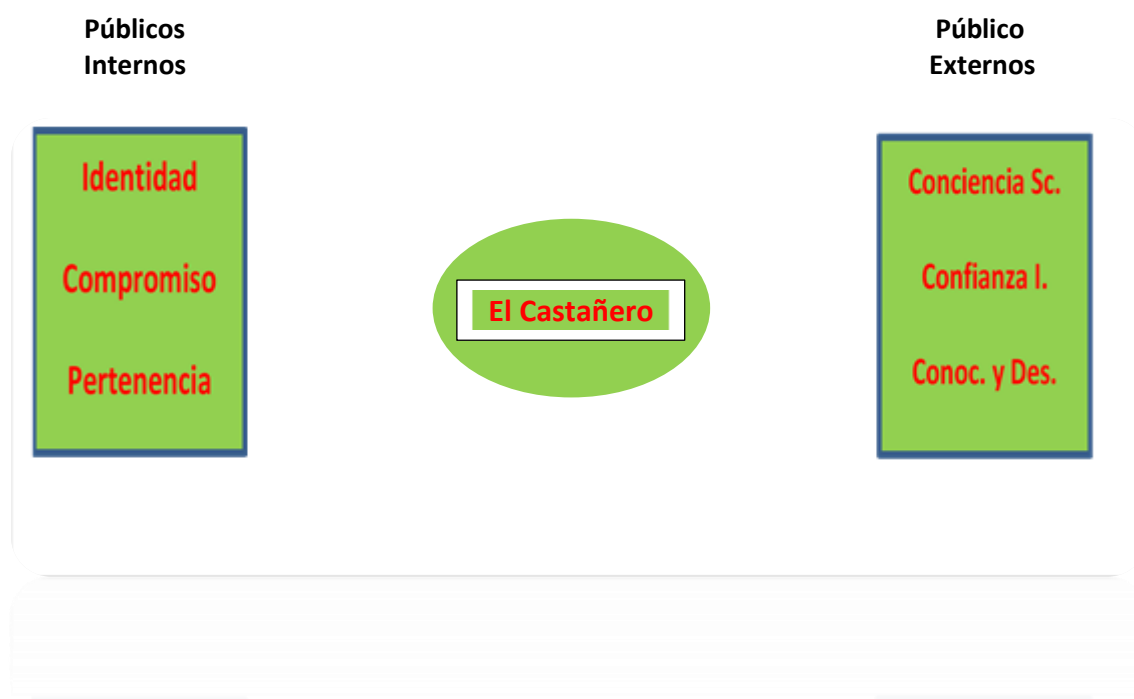 Públicos
Internos
Público
Externos
Identidad
Compromiso
Pertenencia
El Castañero
Conciencia Sc.
Confianza I.
Conoc. y Des.